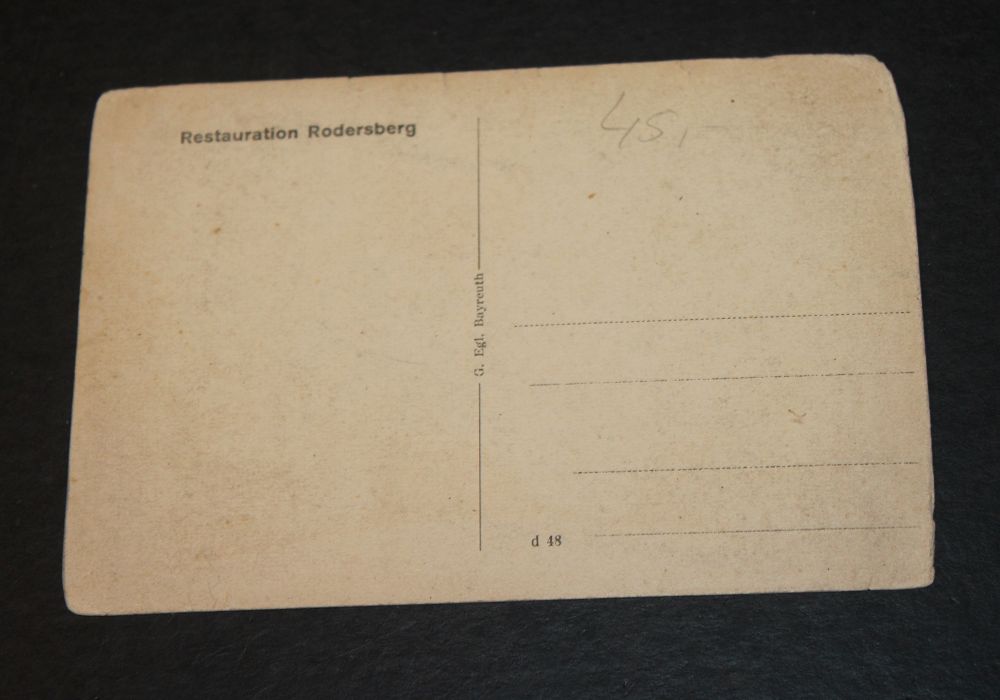 Restauration Rodersberg
45,-
G. Egl, Bayreuth
d 48